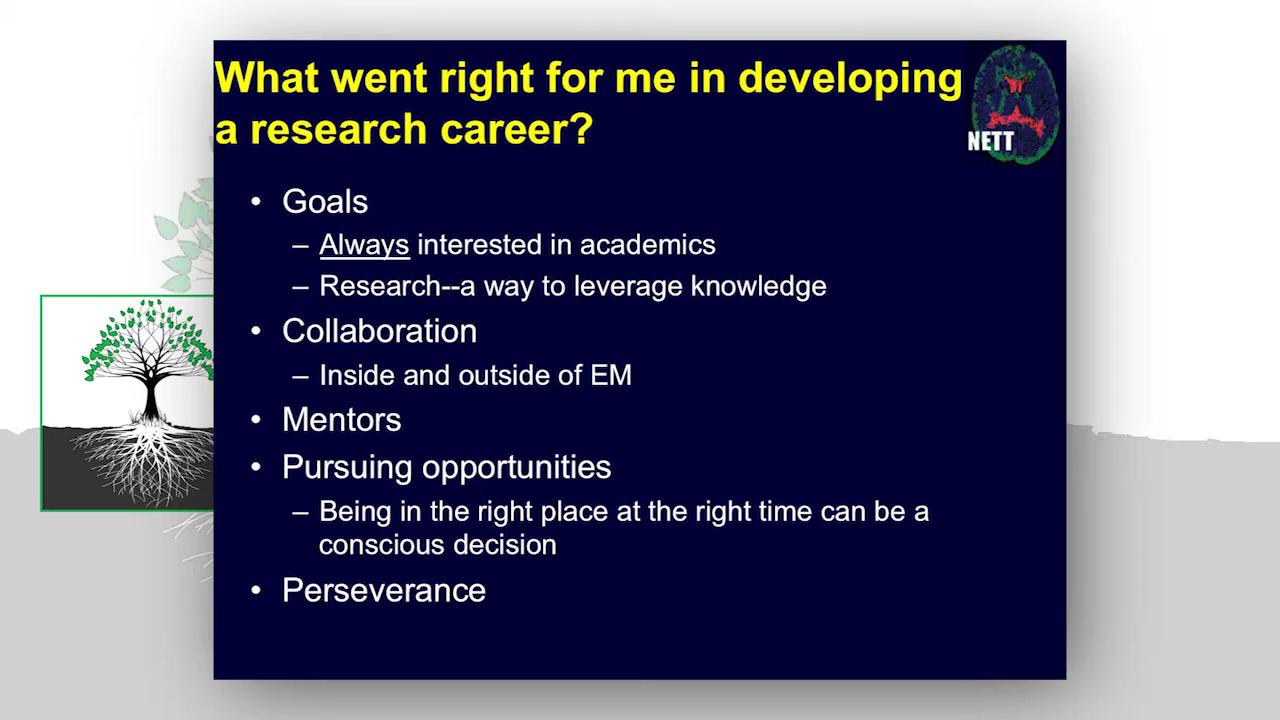 What went right for me in developing
a research career?
NETT
• Goals
– Always interested in academics
– Research--a way to leverage knowledge
• Collaboration
– Inside and outside of EM
• Mentors
• Pursuing opportunities
– Being in the right place at the right time can be a
conscious decision
• Perseverance